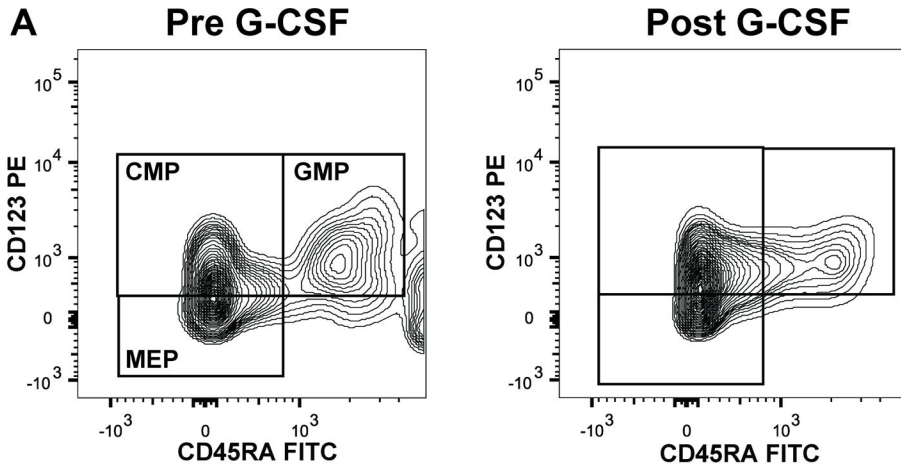 A
Pre G-CSF
Post G-CSF
CD123 PE
10^5
10^4
10^3
0
-10^3
CMP
GMP
MEP
-10^3
0
10^3
CD45RA FITC
CD123 PE
10^5
10^4
10^3
0
-10^3
-10^3
0
10^3
CD45RA FITC